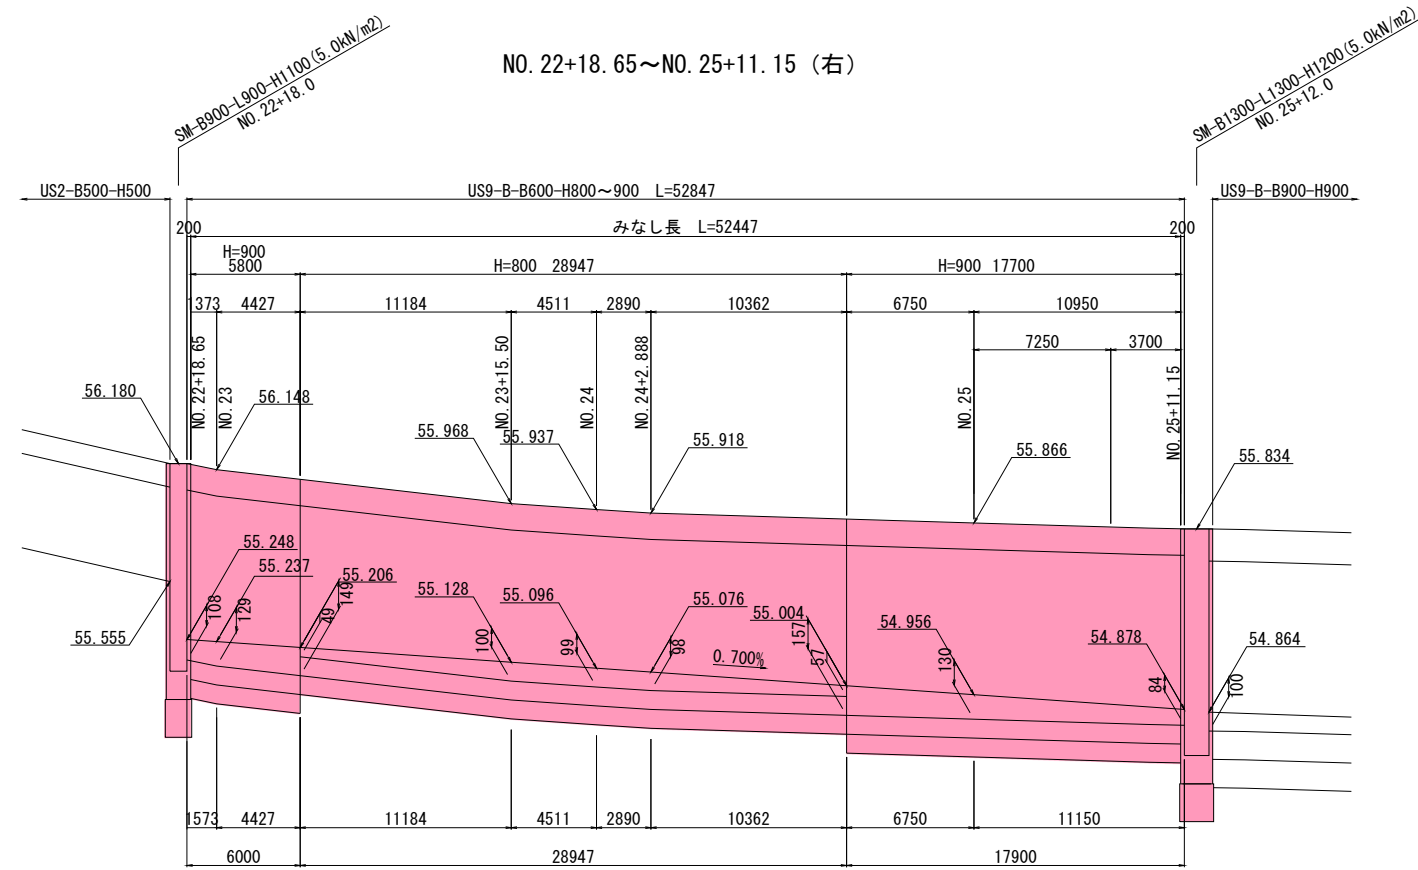 NO.22+18.65～NO.25+11.15（右）
SM-B900-L900-H1100(5.0kN/m2)
NO.22+18.0
SM-B1300-L1300-H1200(5.0kN/m2)
NO.25+12.0
US2-B500-H500
US9-B-B600-H800～900 L=52847
US9-B-B900-H900
200
みなし長 L=52447
200
H=900
5800
H=800 28947
H=900 17700
1373
4427
11184
4511
2890
10362
6750
10950
7250
3700
NO.22+18.65
NO.23
NO.23+15.50
NO.24
NO.24+2.888
NO.25
NO.25+11.15
56.180
56.148
55.968
55.937
55.918
55.866
55.834
55.248
55.237
55.206
55.128
55.096
55.076
55.004
54.956
54.878
54.864
55.555
108
129
49
149
100
99
98
0.700%
157
57
130
84
100
1573
4427
11184
4511
2890
10362
6750
11150
6000
28947
17900